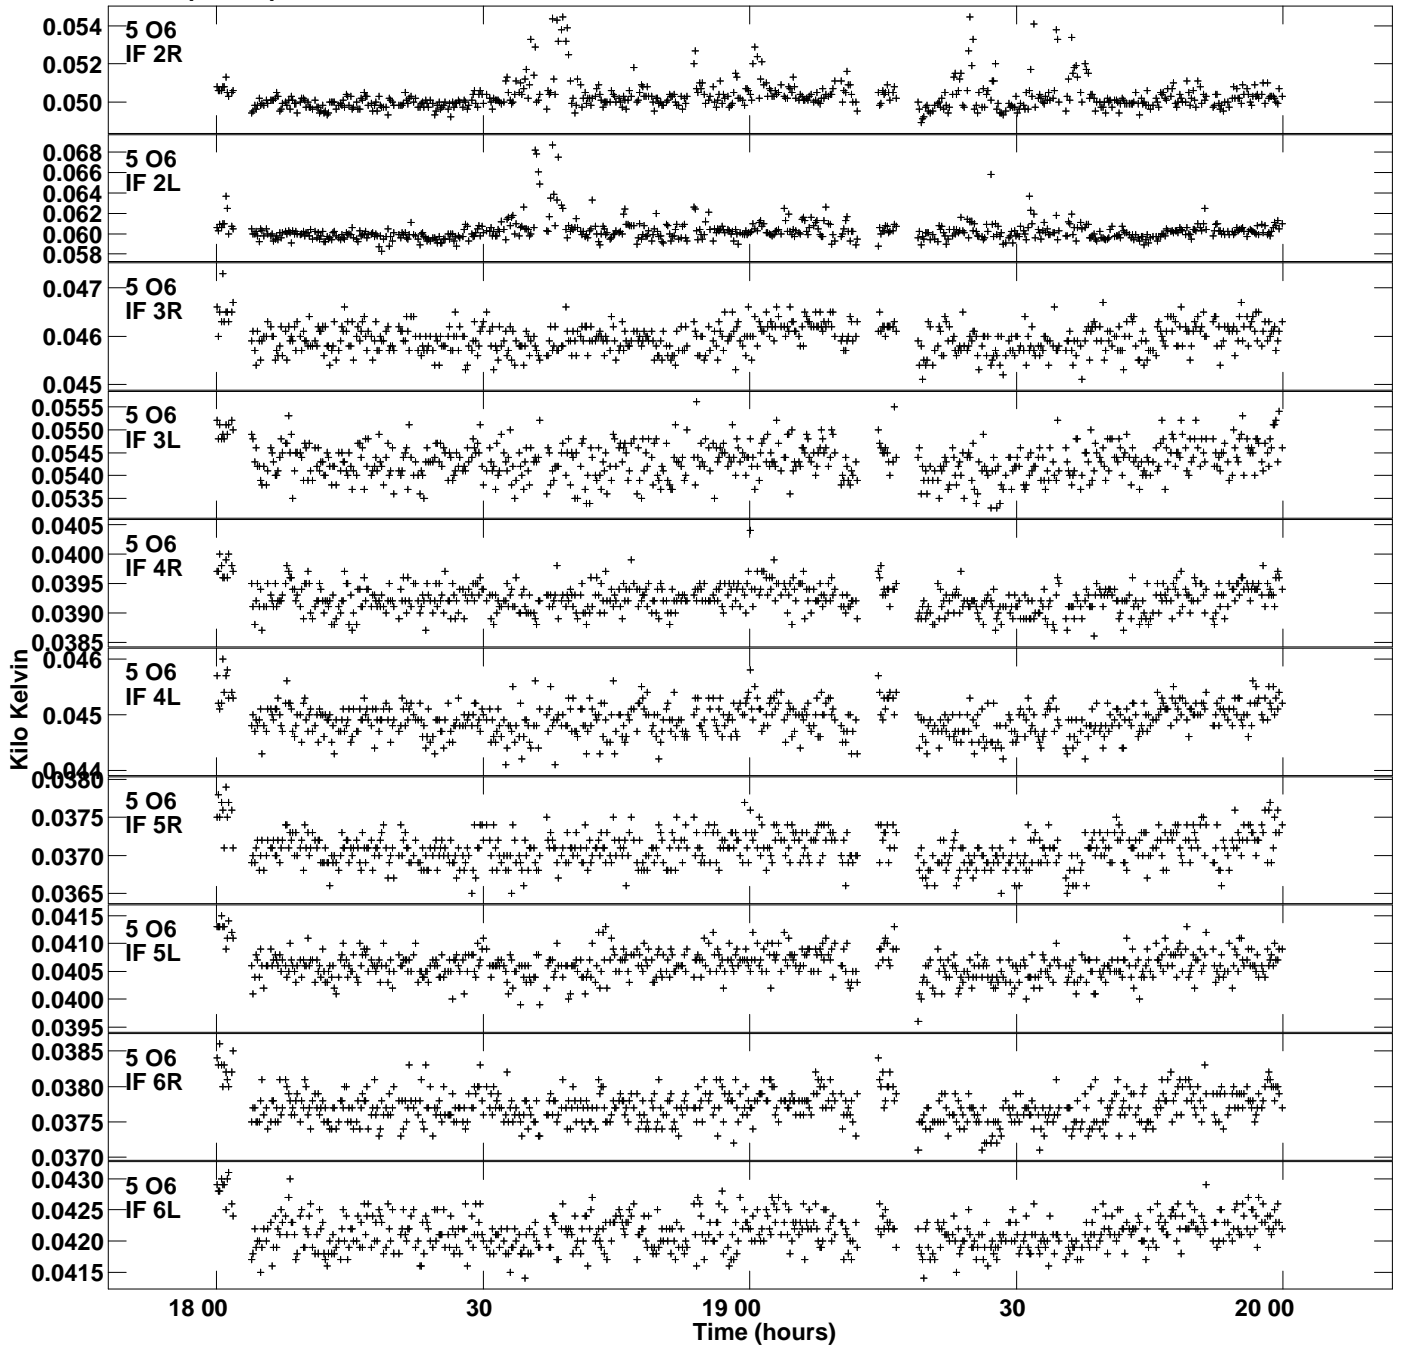 0.054
0.052
0.050
5 O6
IF 2R
0.068
0.066
0.064
0.062
0.060
0.058
5 O6
IF 2L
0.047
0.046
0.045
5 O6
IF 3R
0.0555
0.0550
0.0545
0.0540
0.0535
5 O6
IF 3L
0.0405
0.0400
0.0395
0.0390
0.0385
5 O6
IF 4R
0.046
0.045
0.044
5 O6
IF 4L
0.0380
0.0375
0.0370
0.0365
5 O6
IF 5R
0.0415
0.0410
0.0405
0.0400
0.0395
5 O6
IF 5L
0.0385
0.0380
0.0375
0.0370
5 O6
IF 6R
0.0430
0.0425
0.0420
0.0415
5 O6
IF 6L
Kilo Kelvin
18 00
30
19 00
30
20 00
Time (hours)